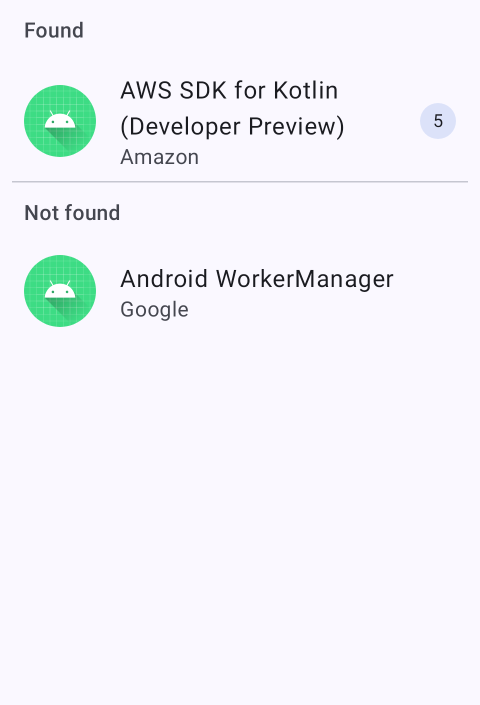 Found
AWS SDK for Kotlin
(Developer Preview)
Amazon
5
Not found
Android WorkerManager
Google